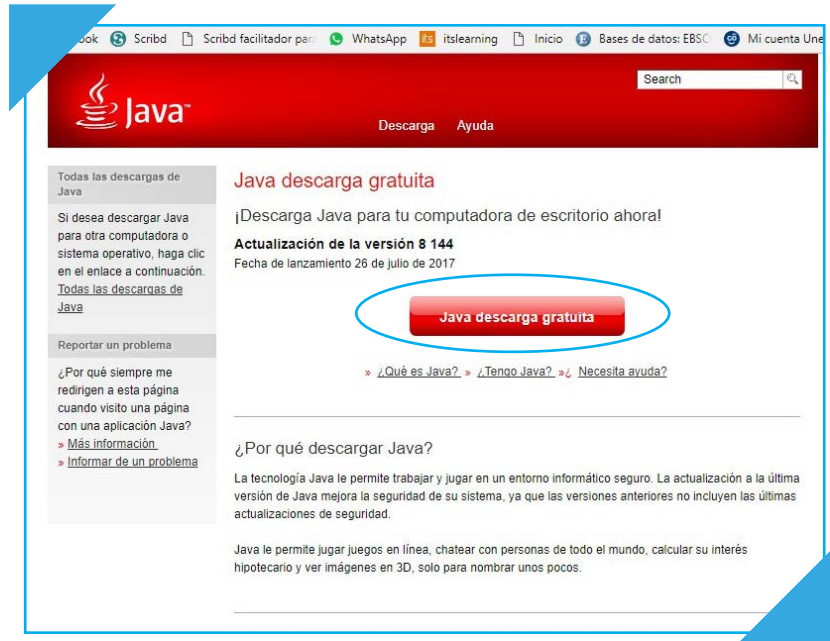 ook Scribd Scribd facilitador par WhatsApp its itslearning Inicio Bases de datos: EBSC Mi cuenta Une
Search
Java™
Descarga Ayuda
Todas las descargas de
Java
Si desea descargar Java
para otra computadora o
sistema operativo, haga clic
en el enlace a continuación.
Todas las descargas de
Java
Reportar un problema
¿Por qué siempre me
redirigen a esta página
cuando visito una página
con una aplicación Java?
» Más información
» Informar de un problema
Java descarga gratuita
¡Descarga Java para tu computadora de escritorio ahora!
Actualización de la versión 8 144
Fecha de lanzamiento 26 de julio de 2017
Java descarga gratuita
» ¿Qué es Java? » ¿Tengo Java? »¿ Necesita ayuda?
¿Por qué descargar Java?
La tecnología Java le permite trabajar y jugar en un entorno informático seguro. La actualización a la última
versión de Java mejora la seguridad de su sistema, ya que las versiones anteriores no incluyen las últimas
actualizaciones de seguridad.
Java le permite jugar juegos en línea, chatear con personas de todo el mundo, calcular su interés
hipotecario y ver imágenes en 3D, solo para nombrar unos pocos.